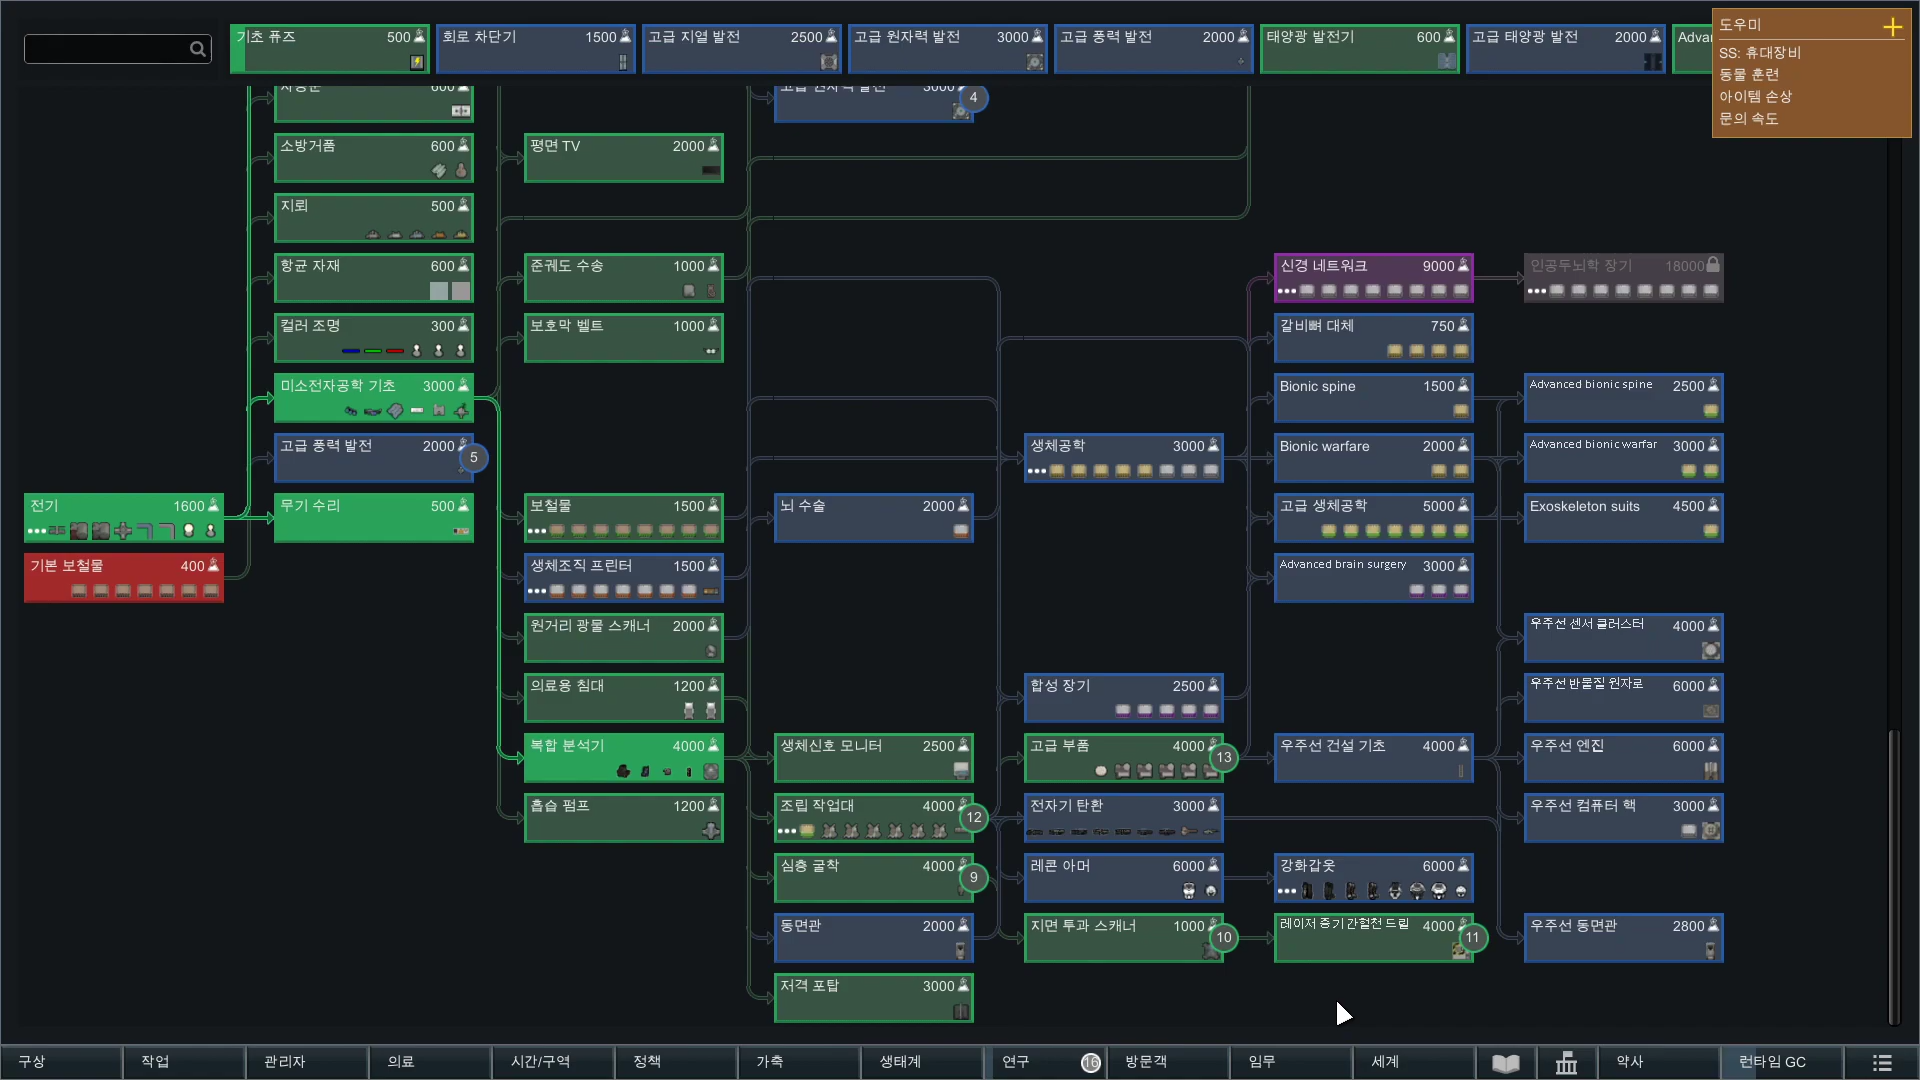 기초 퓨즈 500
회로 차단기 1500
고급 지열 발전 2500
고급 원자력 발전 3000
고급 풍력 발전 2000
태양광 발전기 600
고급 태양광 발전 2000
Advan
도우미
SS: 휴대장비
동물 훈련
아이템 손상
문의 속도
고급 원자력 발전 3000
4
소방거품 600
평면 TV 2000
지뢰 500
항균 자재 600
준궤도 수송 1000
신경 네트워크 9000
인공두뇌학 장기 18000
컬러 조명 300
보호막 벨트 1000
갈비뼈 대체 750
미소전자공학 기초 3000
Bionic spine 1500
Advanced bionic spine 2500
고급 풍력 발전 2000
5
생체공학 3000
Bionic warfare 2000
Advanced bionic warfar 3000
전기 1600
무기 수리 500
보철물 1500
뇌 수술 2000
고급 생체공학 5000
Exoskeleton suits 4500
기본 보철물 400
생체조직 프린터 1500
Advanced brain surgery 3000
원거리 광물 스캐너 2000
우주선 센서 클러스터 4000
의료용 침대 1200
합성 장기 2500
우주선 반물질 원자로 6000
복합 분석기 4000
생체신호 모니터 2500
고급 부품 4000
13
우주선 건설 기초 4000
우주선 엔진 6000
흡습 펌프 1200
조립 작업대 4000
12
전자기 탄환 3000
우주선 컴퓨터 핵 3000
심층 굴착 4000
9
레콘 아머 6000
강화갑옷 6000
동면관 2000
지면 투과 스캐너 1000
10
레이저 증기 간헐천 드릴 4000
11
우주선 동면관 2800
저격 포탑 3000
구상
작업
관리자
의료
시간/구역
정책
가축
생태계
연구
16
방문객
임무
세계
약사
런타임 GC